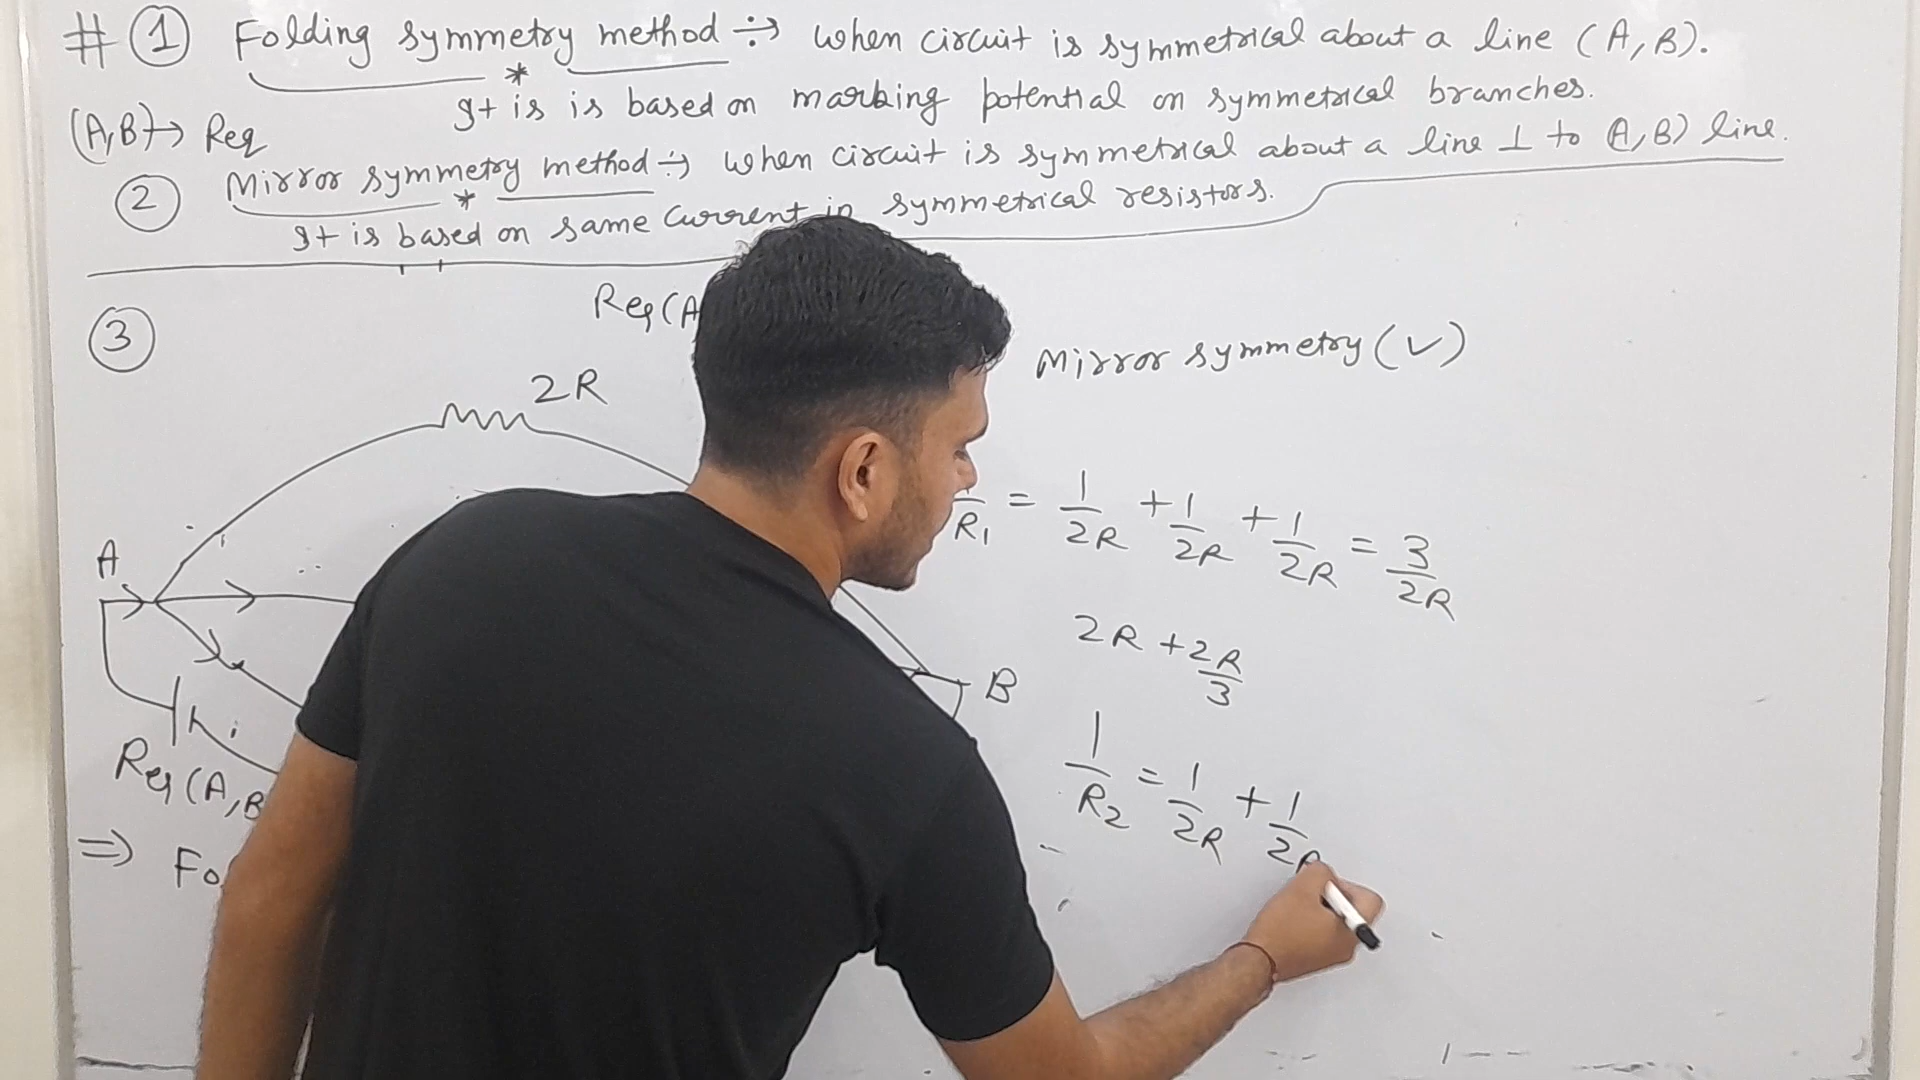 # ① Folding symmetry method ÷→ when circuit is symmetrical about a line (A,B).
* It is is based on marking potential on symmetrical branches.
(A,B)→ Req
② Mirror symmetry method ÷→ when circuit is symmetrical about a line ⊥ to (A,B) line.
* It is based on same current in symmetrical resistors.
③
Req(A
Mirror symmetry (✓)
2R
A
R1 = 1/2R + 1/2R + 1/2R = 3/2R
2R + 2R/3
B
i
Req(A,B
1/R2 = 1/2R + 1/2R
⇒ Fo